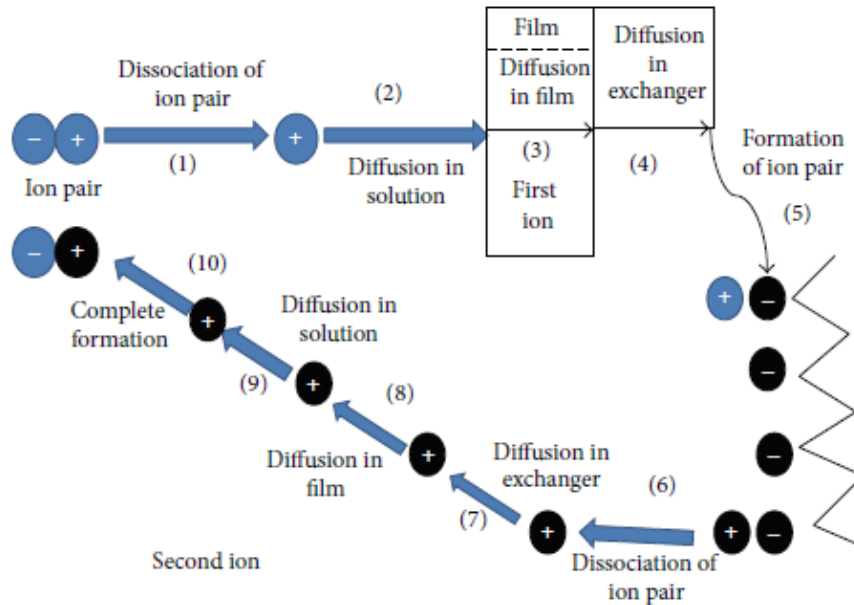 Dissociation of
ion pair
(1)
− +
Ion pair
+
(2)
Diffusion in
solution
Film
Diffusion
in film
(3)
First
ion
Diffusion
in
exchanger
(4)
Formation
of ion pair
(5)
+ −
−
−
+ −
(6)
Dissociation of
ion pair
+
Diffusion in
exchanger
(7)
+
(8)
Diffusion in
film
+
Diffusion in
solution
(9)
+
(10)
Complete
formation
− +
Second ion